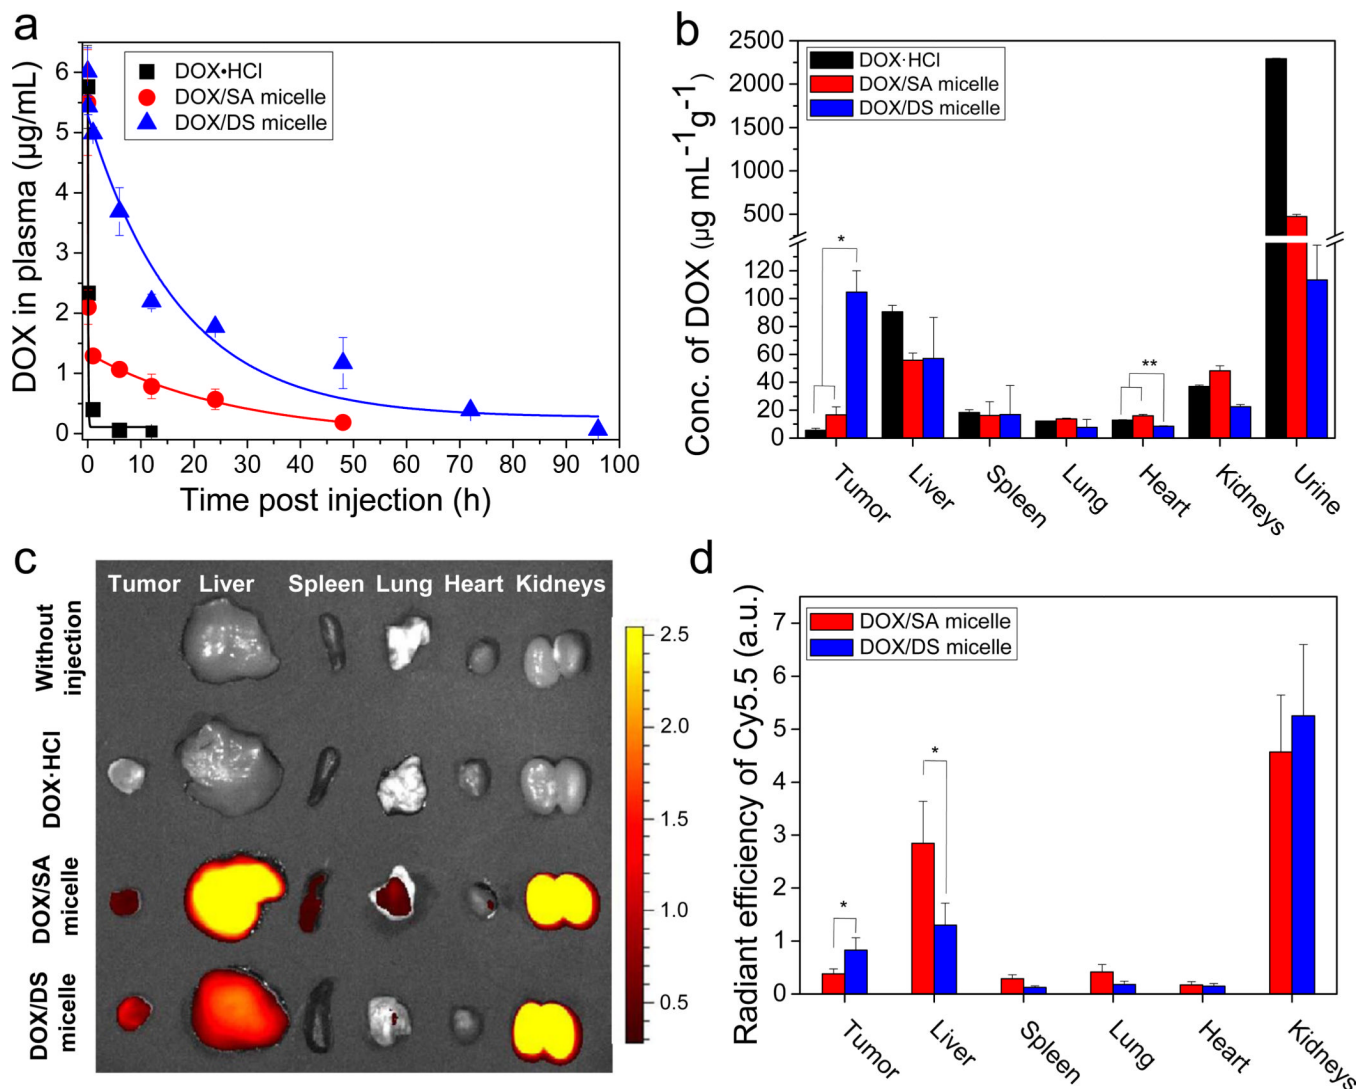 a
DOX in plasma (µg/mL)
6
5
4
3
2
1
0
DOX•HCl
DOX/SA micelle
DOX/DS micelle
0 10 20 30 40 50 60 70 80 90 100
Time post injection (h)
b
Conc. of DOX (µg mL⁻¹g⁻¹)
2500
2250
2000
1750
1500
1250
1000
750
500
250
120
100
80
60
40
20
0
DOX·HCl
DOX/SA micelle
DOX/DS micelle
*
**
Tumor
Liver
Spleen
Lung
Heart
Kidneys
Urine
c
Tumor Liver Spleen Lung Heart Kidneys
Without
injection
DOX·HCl
DOX/SA
micelle
DOX/DS
micelle
2.5
2.0
1.5
1.0
0.5
d
Radiant efficiency of Cy5.5 (a.u.)
7
6
5
4
3
2
1
0
DOX/SA micelle
DOX/DS micelle
*
*
Tumor
Liver
Spleen
Lung
Heart
Kidneys